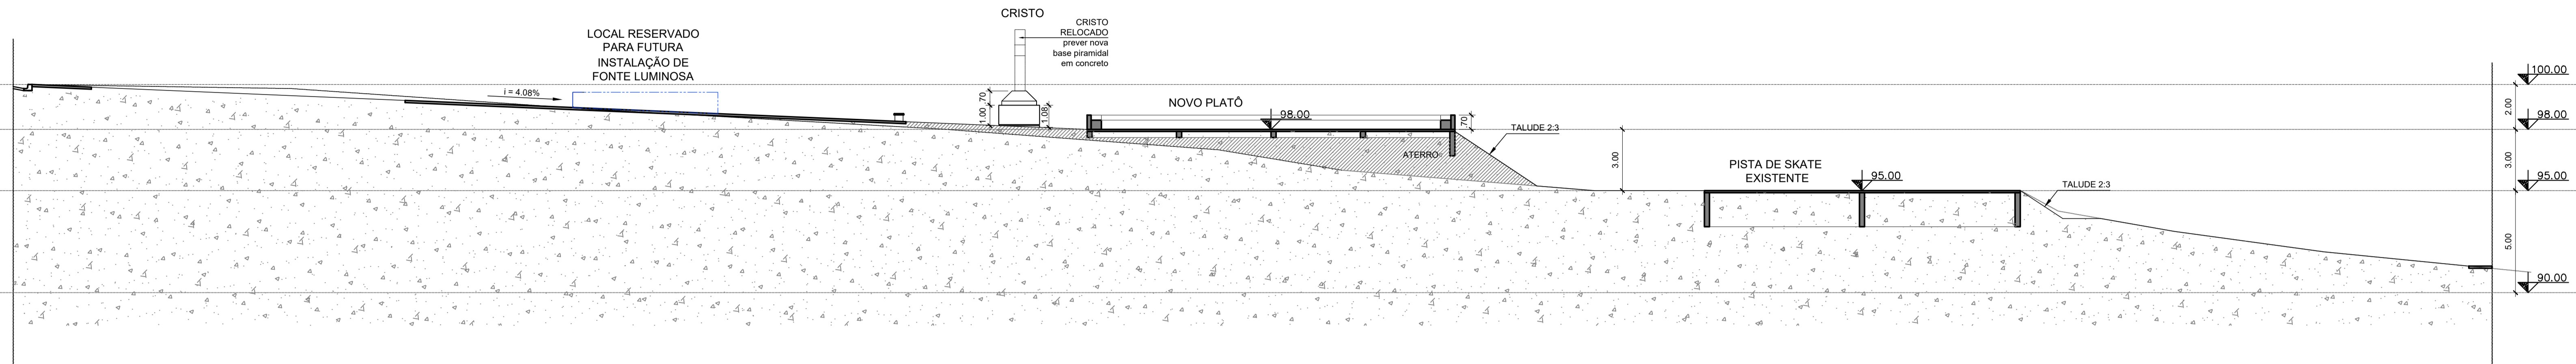 LOCAL RESERVADO
PARA FUTURA
INSTALAÇÃO DE
FONTE LUMINOSA
i = 4.08%
CRISTO
CRISTO
RELOCADO
prever nova
base piramidal
em concreto
.70
1.00
1.08
NOVO PLATÔ
98.00
.70
TALUDE 2:3
ATERRO
3.00
PISTA DE SKATE
EXISTENTE
95.00
TALUDE 2:3
100.00
2.00
98.00
3.00
95.00
5.00
90.00